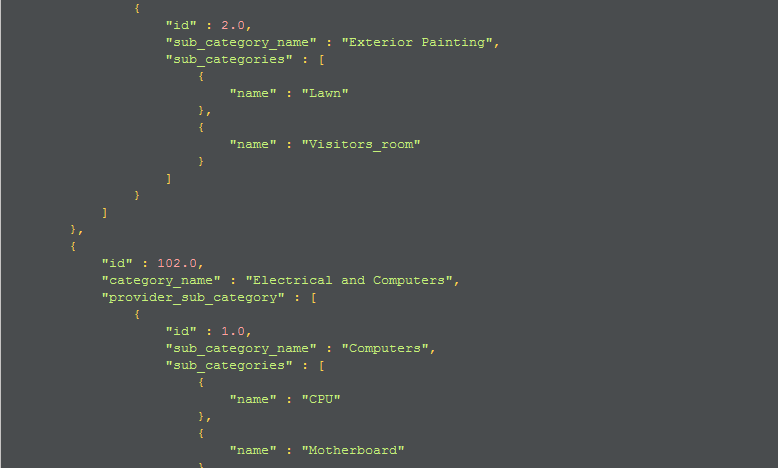 {
"id" : 2.0,
"sub_category_name" : "Exterior Painting",
"sub_categories" : [
{
"name" : "Lawn"
},
{
"name" : "Visitors_room"
}
]
}
]
},
{
"id" : 102.0,
"category_name" : "Electrical and Computers",
"provider_sub_category" : [
{
"id" : 1.0,
"sub_category_name" : "Computers",
"sub_categories" : [
{
"name" : "CPU"
},
{
"name" : "Motherboard"
}